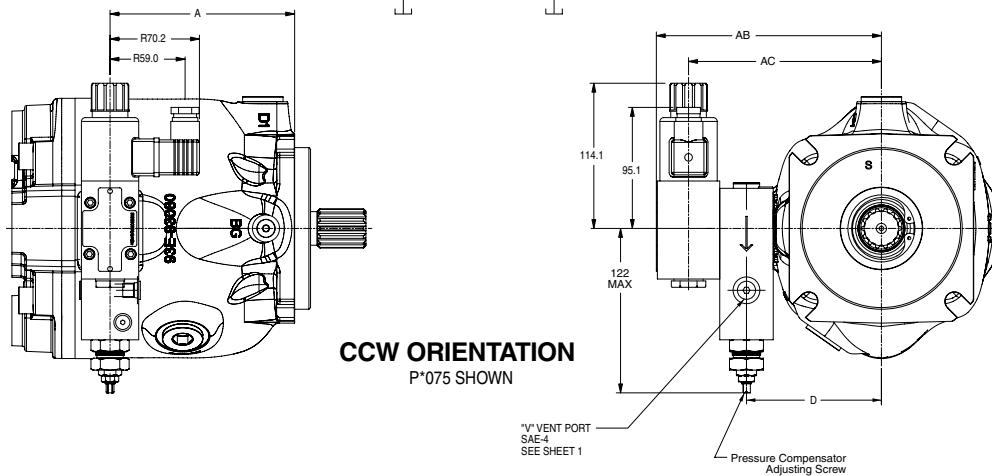 A
R70.2
R59.0
D1
BG
AB
AC
114.1
95.1
S
122
MAX
CCW ORIENTATION
P*075 SHOWN
"V" VENT PORT
SAE-4
SEE SHEET 1
D
Pressure Compensator
Adjusting Screw